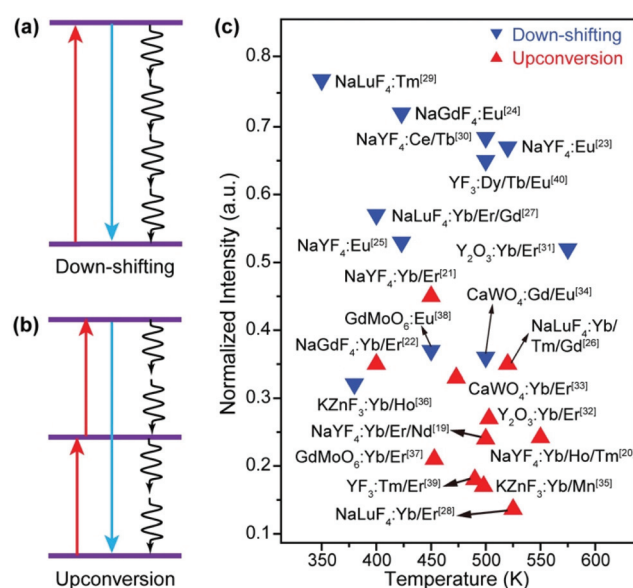 (a)
Down-shifting
(b)
Upconversion
(c)
Normalized Intensity (a.u.)
0.8
0.7
0.6
0.5
0.4
0.3
0.2
0.1
Down-shifting
Upconversion
NaLuF₄:Tm[29]
NaGdF₄:Eu[24]
NaYF₄:Ce/Tb[30]
NaYF₄:Eu[23]
YF₃:Dy/Tb/Eu[40]
NaLuF₄:Yb/Er/Gd[27]
NaYF₄:Eu[25]
Y₂O₃:Yb/Er[31]
NaYF₄:Yb/Er[21]
CaWO₄:Gd/Eu[34]
GdMoO₆:Eu[38]
NaLuF₄:Yb/
Tm/Gd[26]
NaGdF₄:Yb/Er[22]
CaWO₄:Yb/Er[33]
KZnF₃:Yb/Ho[36]
Y₂O₃:Yb/Er[32]
NaYF₄:Yb/Er/Nd[19]
GdMoO₆:Yb/Er[37]
NaYF₄:Yb/Ho/Tm[20
YF₃:Tm/Er[39]
KZnF₃:Yb/Mn[35]
NaLuF₄:Yb/Er[28]
350 400 450 500 550 600
Temperature (K)